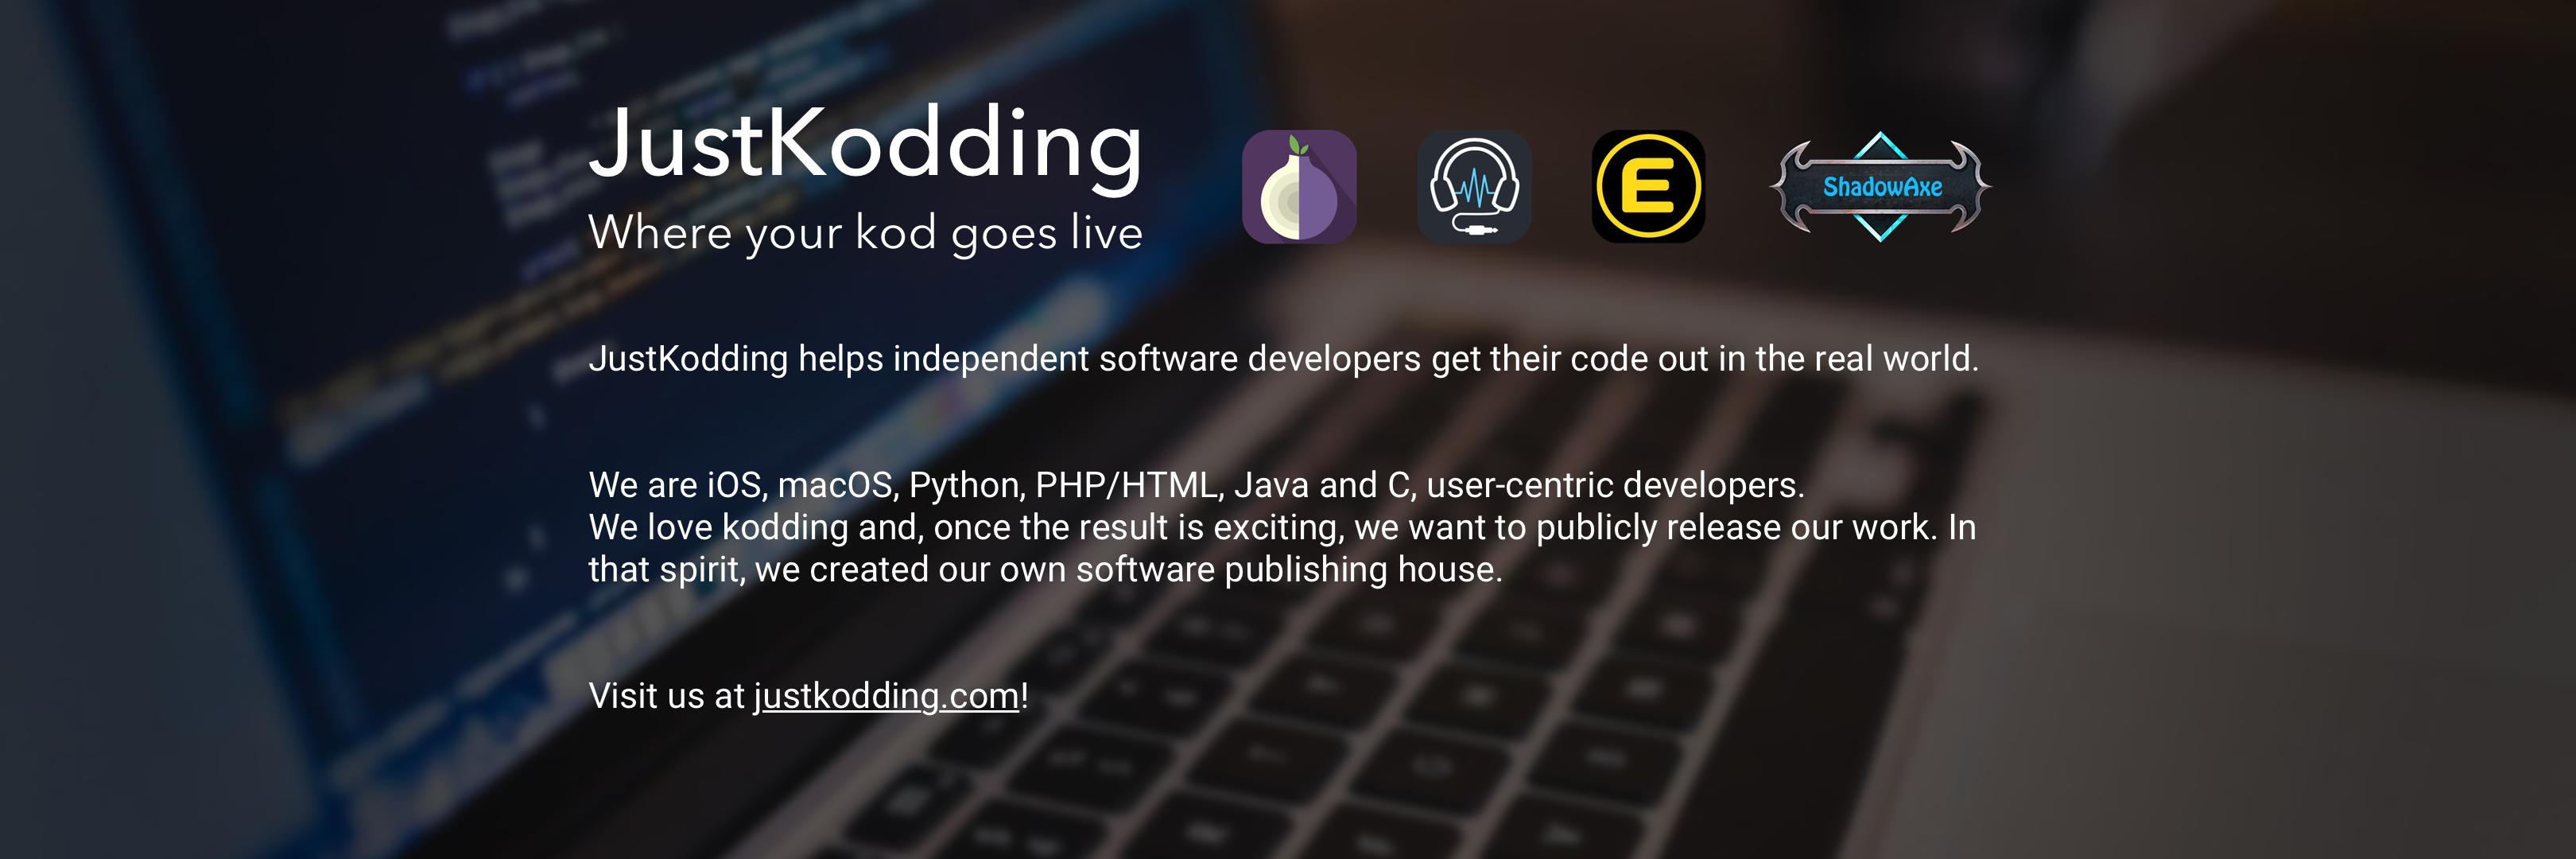 JustKodding
Where your kod goes live
E
ShadowAxe
JustKodding helps independent software developers get their code out in the real world.
We are iOS, macOS, Python, PHP/HTML, Java and C, user-centric developers.
We love kodding and, once the result is exciting, we want to publicly release our work. In
that spirit, we created our own software publishing house.
Visit us at justkodding.com!